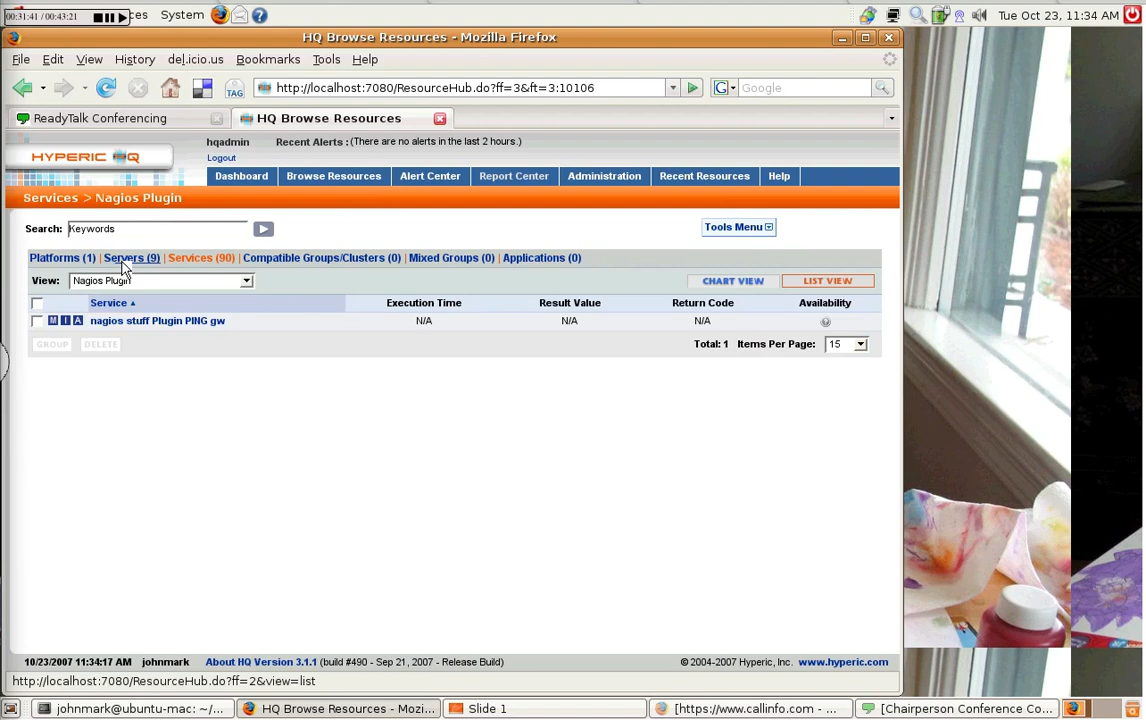 00:31:41 / 00:43:21
ces System
Tue Oct 23, 11:34 AM
HQ Browse Resources - Mozilla Firefox
File Edit View History del.icio.us Bookmarks Tools Help
TAG http://localhost:7080/ResourceHub.do?ff=3&ft=3:10106 G Google
ReadyTalk Conferencing HQ Browse Resources
hqadmin Recent Alerts : (There are no alerts in the last 2 hours.)
HYPERIC HQ
Logout
Dashboard Browse Resources Alert Center Report Center Administration Recent Resources Help
Services > Nagios Plugin
Search: Keywords Tools Menu
Platforms (1) | Servers (9) | Services (90) | Compatible Groups/Clusters (0) | Mixed Groups (0) | Applications (0)
View: Nagios Plugin CHART VIEW LIST VIEW
Service Execution Time Result Value Return Code Availability
M I A nagios stuff Plugin PING gw N/A N/A N/A ?
GROUP DELETE Total: 1 Items Per Page: 15
10/23/2007 11:34:17 AM johnmark About HQ Version 3.1.1 (build #490 - Sep 21, 2007 - Release Build) © 2004-2007 Hyperic, Inc. www.hyperic.com
http://localhost:7080/ResourceHub.do?ff=2&view=list
johnmark@ubuntu-mac: ~/... HQ Browse Resources - Mozi... Slide 1 [https://www.callinfo.com - ... [Chairperson Conference Co...